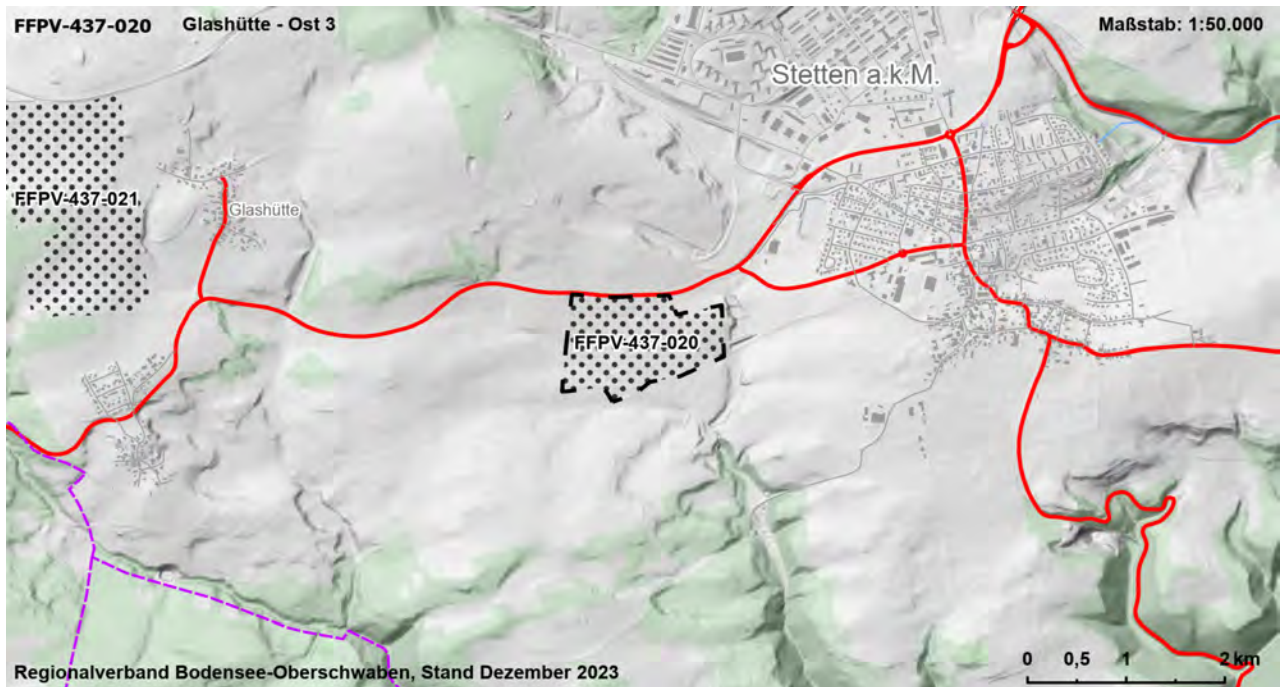 FFPV-437-020 Glashütte - Ost 3 Maßstab: 1:50.000
Stetten a.k.M.
FFPV-437-021
Glashütte
FFPV-437-020
0 0,5 1 2 km
Regionalverband Bodensee-Oberschwaben, Stand Dezember 2023